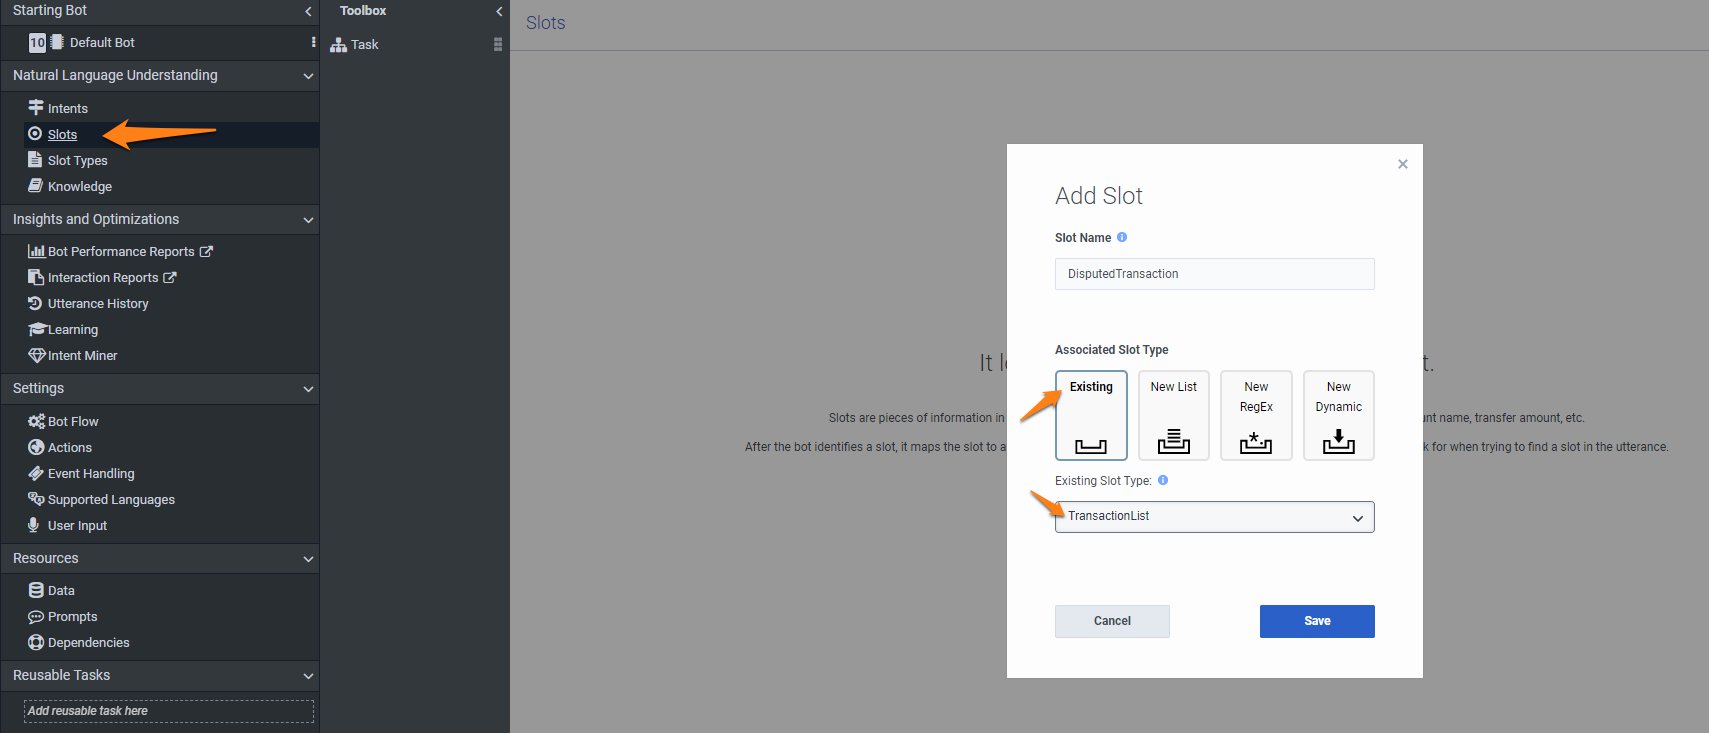 Starting Bot
10 Default Bot
Natural Language Understanding
Intents
Slots
Slot Types
Knowledge
Insights and Optimizations
Bot Performance Reports
Interaction Reports
Utterance History
Learning
Intent Miner
Settings
Bot Flow
Actions
Event Handling
Supported Languages
User Input
Resources
Data
Prompts
Dependencies
Reusable Tasks
Add reusable task here
Toolbox
Task
Slots
It
Slots are pieces of information in
name, transfer amount, etc.
After the bot identifies a slot, it maps the slot to a
for when trying to find a slot in the utterance.
Add Slot
Slot Name
DisputedTransaction
Associated Slot Type
Existing
New List
New
RegEx
New
Dynamic
Existing Slot Type:
TransactionList
Cancel
Save